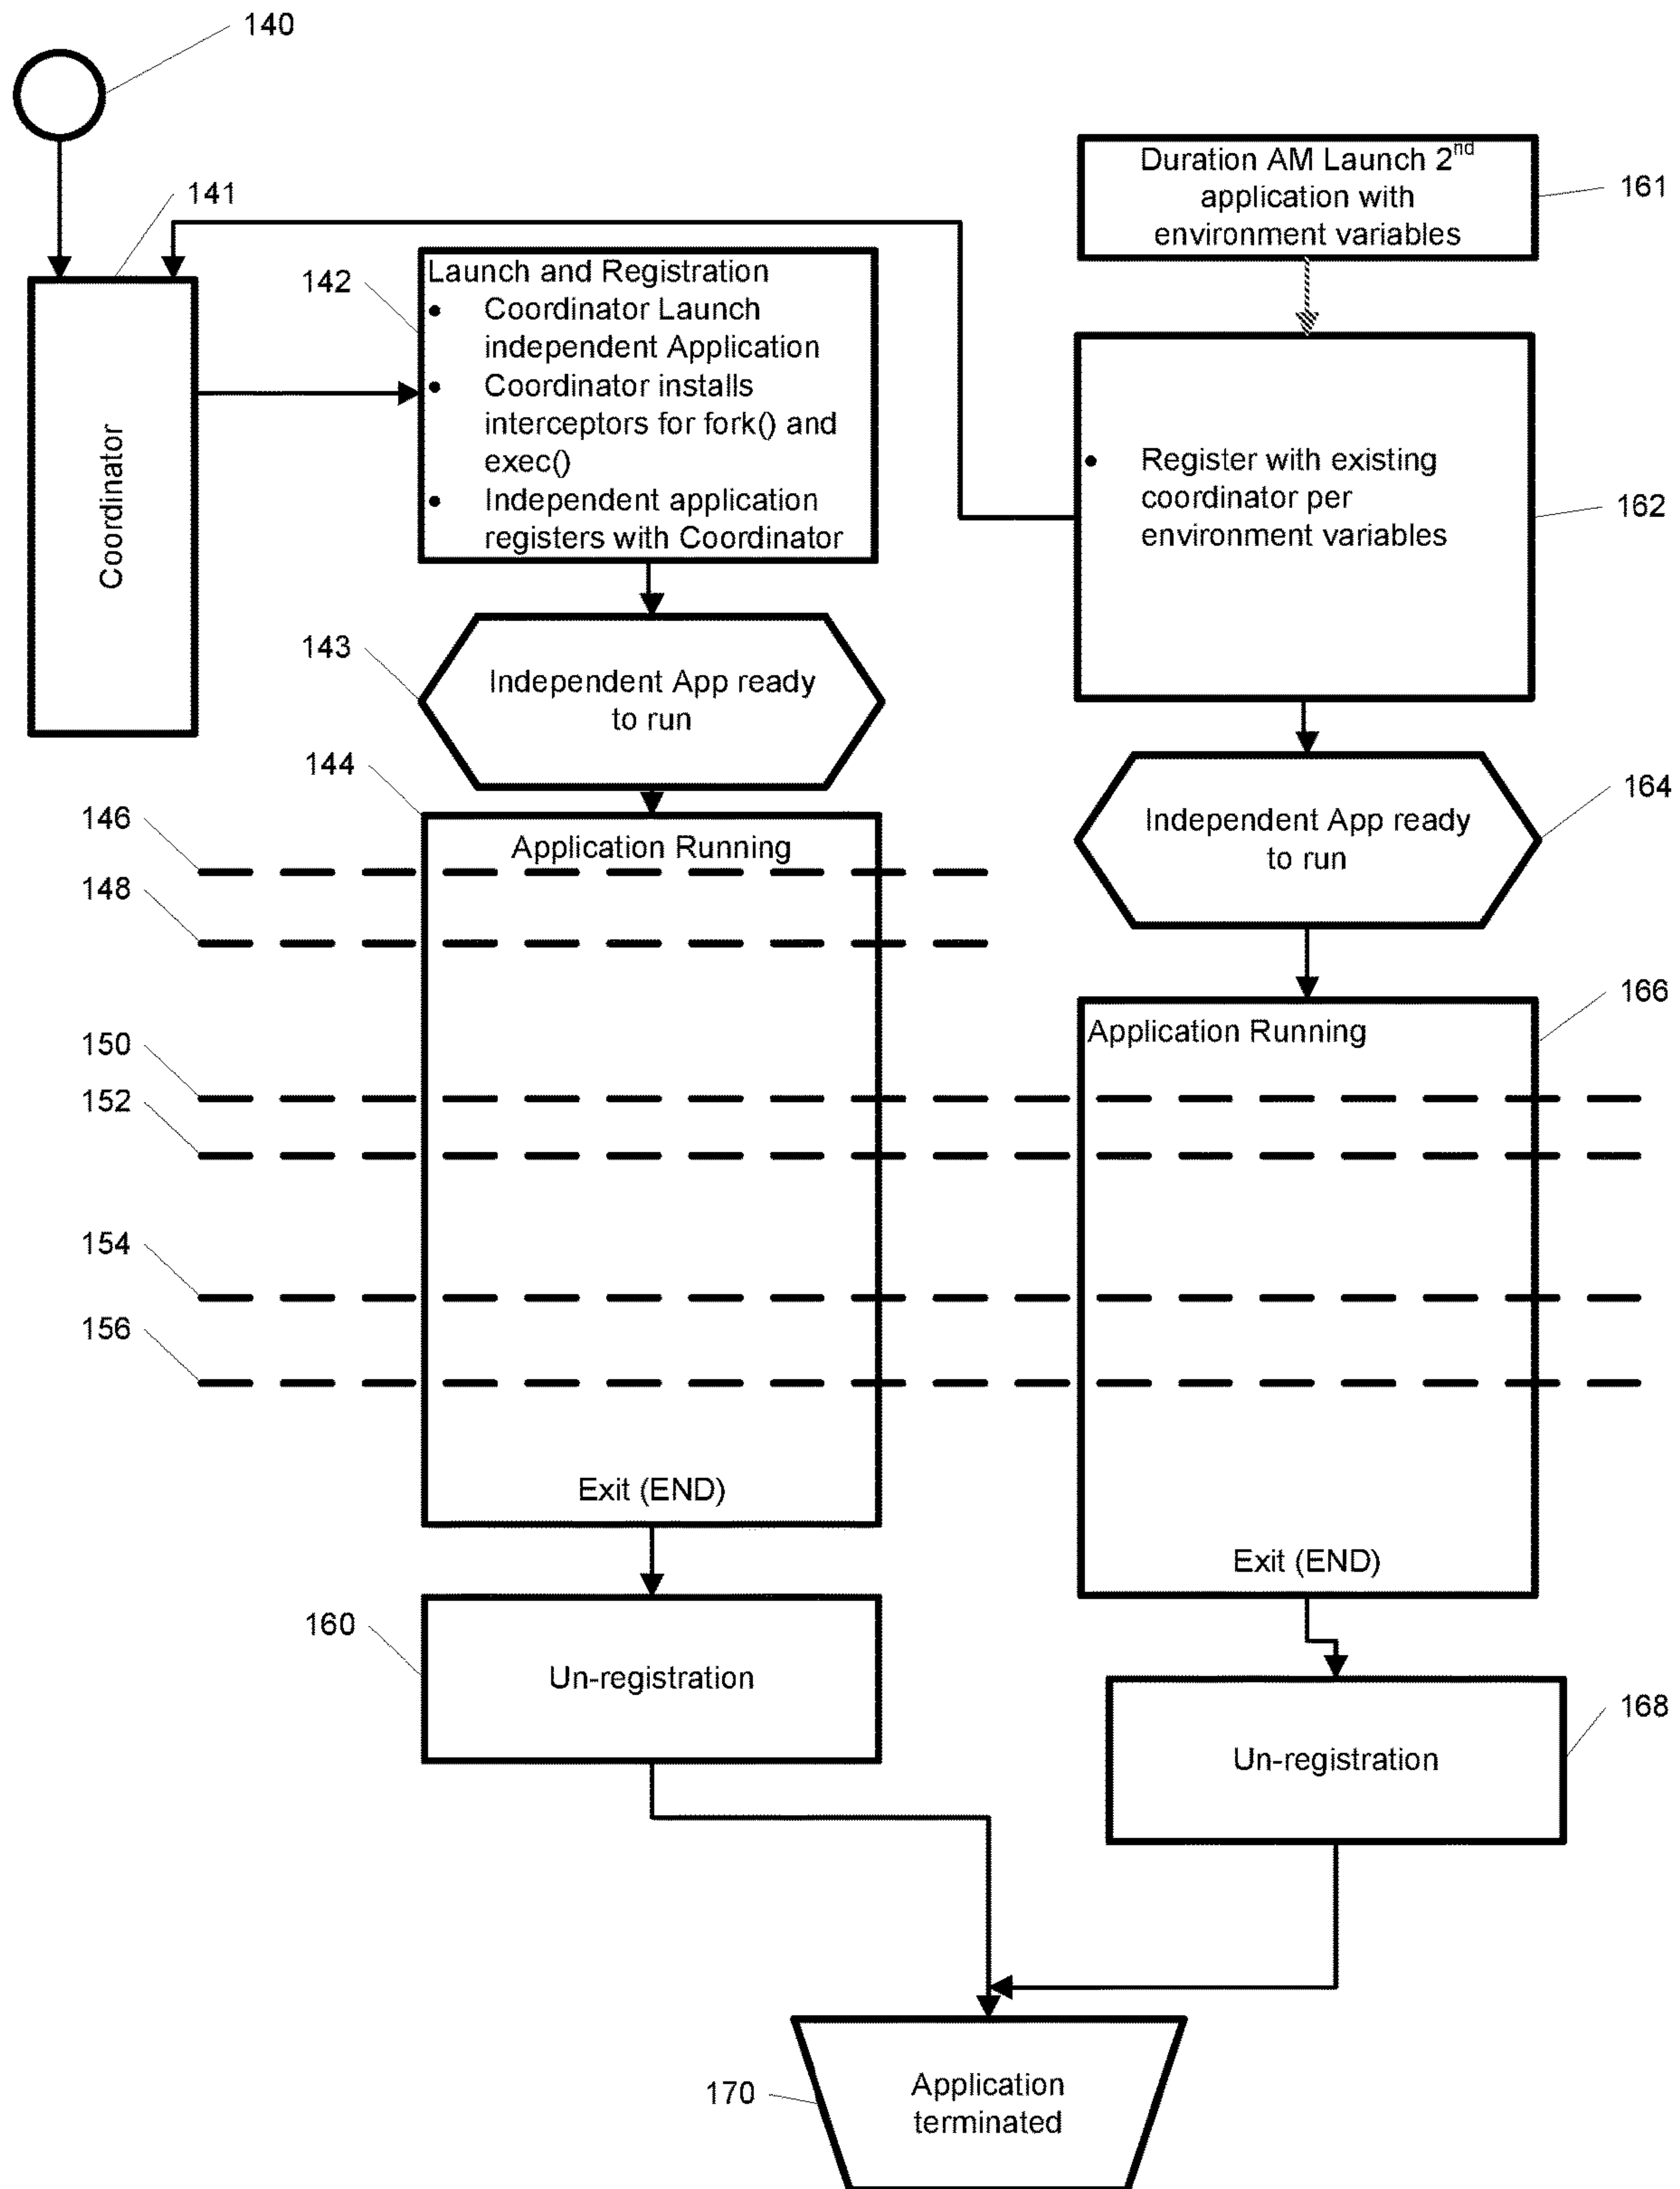 140
141
Coordinator
142
Launch and Registration
• Coordinator Launch
independent Application
• Coordinator installs
interceptors for fork() and
exec()
• Independent application
registers with Coordinator
Duration AM Launch 2nd
application with
environment variables
161
• Register with existing
coordinator per
environment variables
162
143
Independent App ready
to run
164
Independent App ready
to run
144
Application Running
146
148
150
152
154
156
Exit (END)
166
Application Running
Exit (END)
160
Un-registration
168
Un-registration
170
Application
terminated